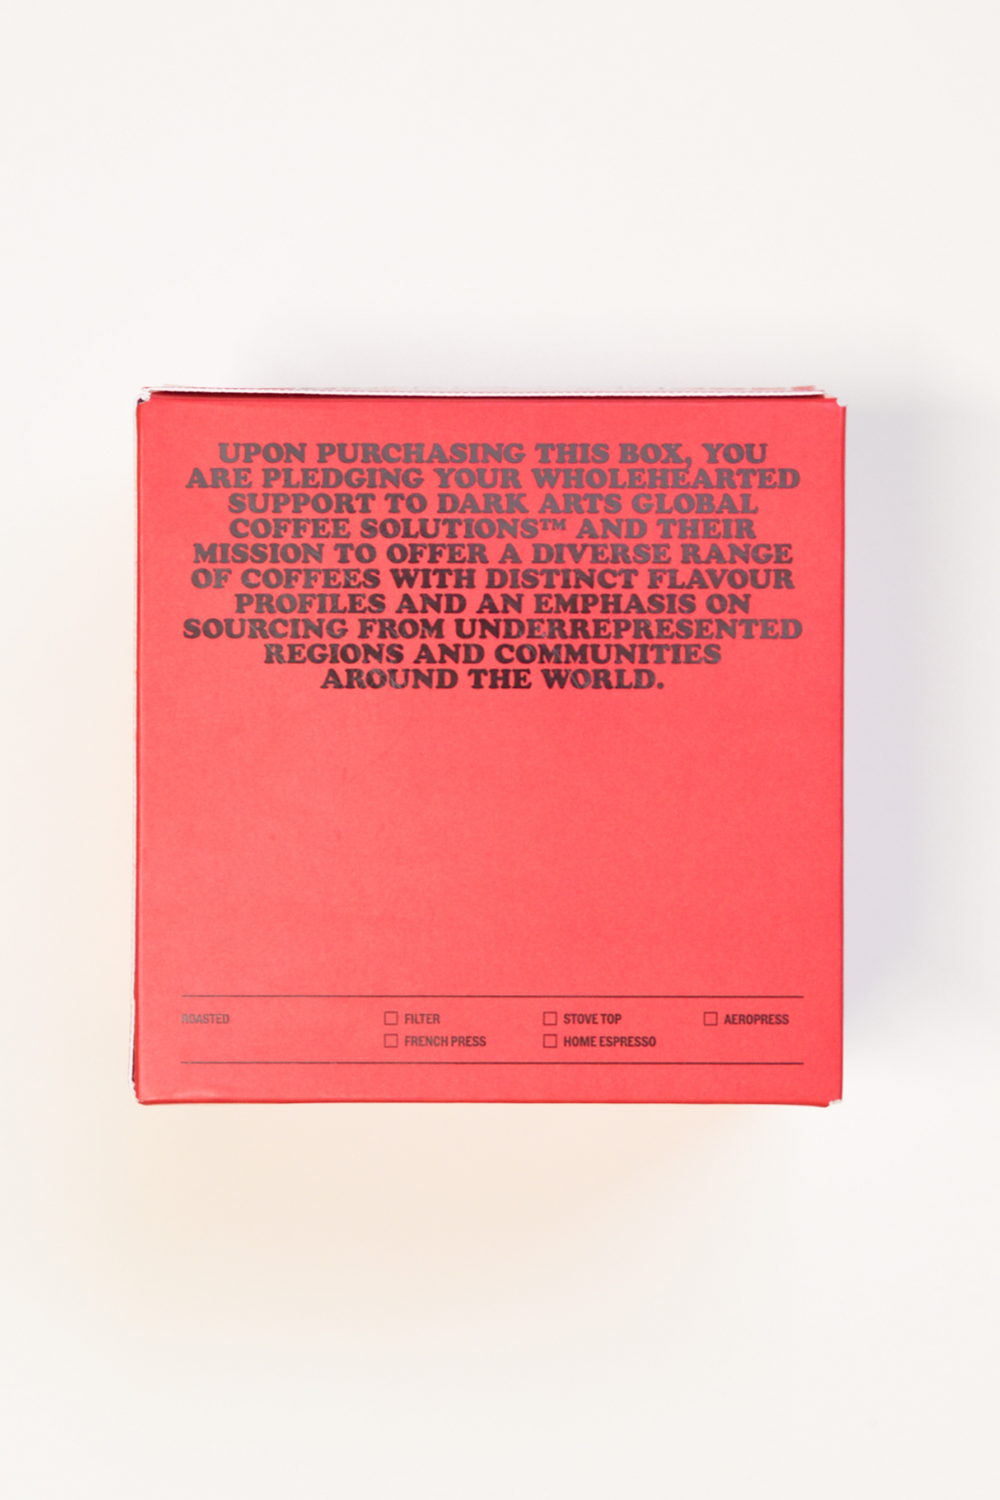 UPON PURCHASING THIS BOX, YOU
ARE PLEDGING YOUR WHOLEHEARTED
SUPPORT TO DARK ARTS GLOBAL
COFFEE SOLUTIONS™ AND THEIR
MISSION TO OFFER A DIVERSE RANGE
OF COFFEES WITH DISTINCT FLAVOUR
PROFILES AND AN EMPHASIS ON
SOURCING FROM UNDERREPRESENTED
REGIONS AND COMMUNITIES
AROUND THE WORLD.
ROASTED FILTER STOVE TOP AEROPRESS
FRENCH PRESS HOME ESPRESSO